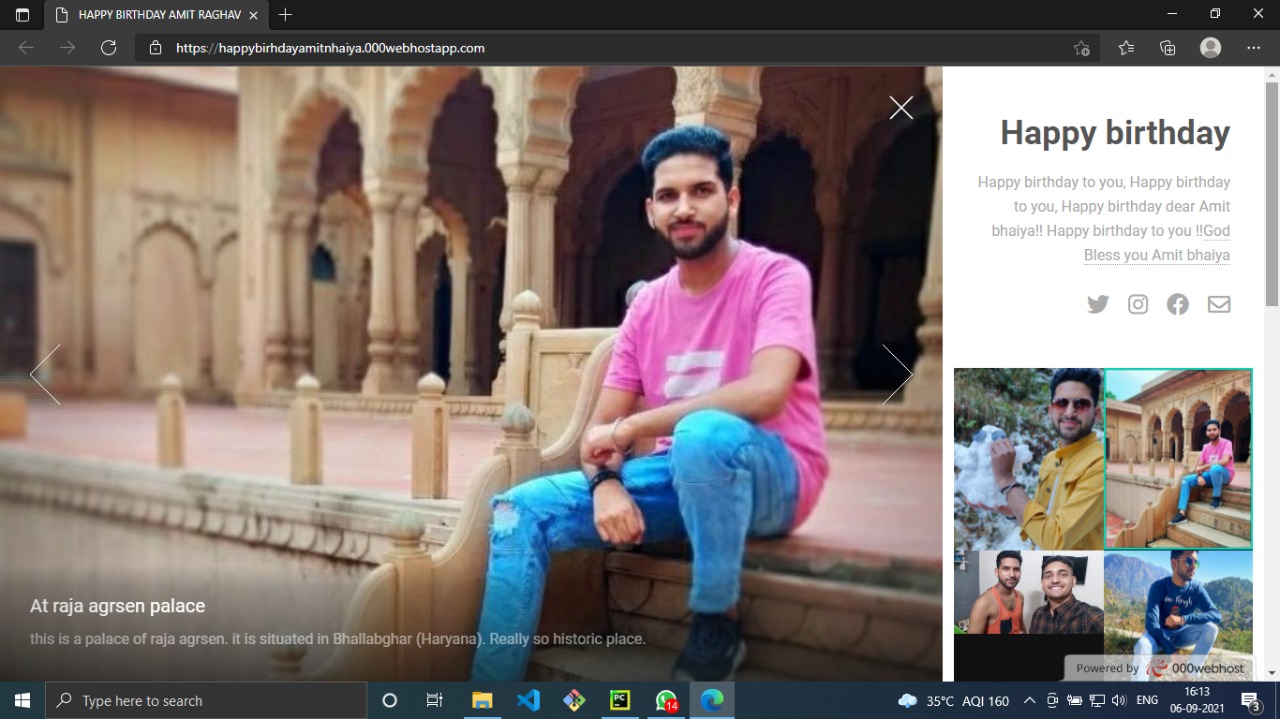 HAPPY BIRTHDAY AMIT RAGHAV
https://happybirhdayamitnhaiya.000webhostapp.com
Happy birthday
Happy birthday to you, Happy birthday
to you, Happy birthday dear Amit
bhaiya!! Happy birthday to you !!God
Bless you Amit bhaiya
At raja agrsen palace
this is a palace of raja agrsen. it is situated in Bhallabghar (Haryana). Really so historic place.
Powered by 000webhost
Type here to search
PC
14
35°C AQI 160
ENG
16:13
06-09-2021
3